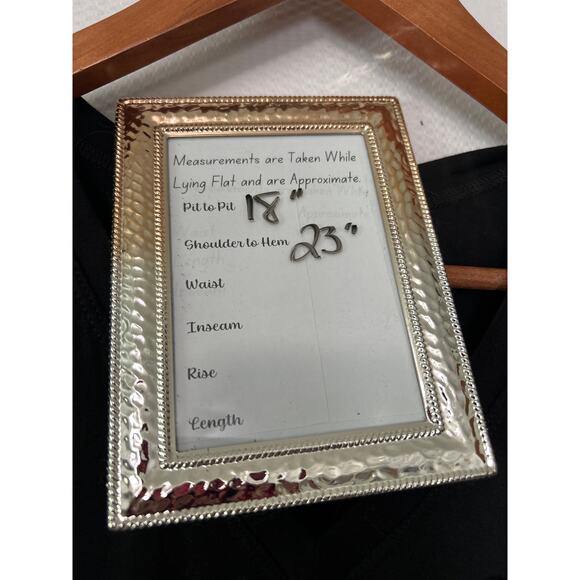 Measurements are Taken While
Lying Flat and are Approximate.
Pit to Pit 18"
Shoulder to Hem 23"
Waist
Inseam
Rise
Length